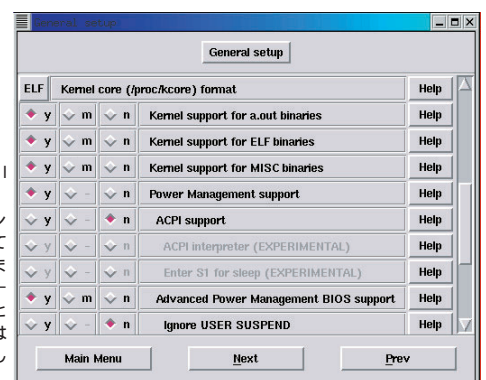 General setup
General setup
ELF Kernel core (/proc/kcore) format Help
y m n Kernel support for a.out binaries Help
y m n Kernel support for ELF binaries Help
y m n Kernel support for MISC binaries Help
y - n Power Management support Help
y - n ACPI support Help
y - n ACPI interpreter (EXPERIMENTAL) Help
y - n Enter S1 for sleep (EXPERIMENTAL) Help
y m n Advanced Power Management BIOS support Help
y - n Ignore USER SUSPEND Help
Main Menu Next Prev